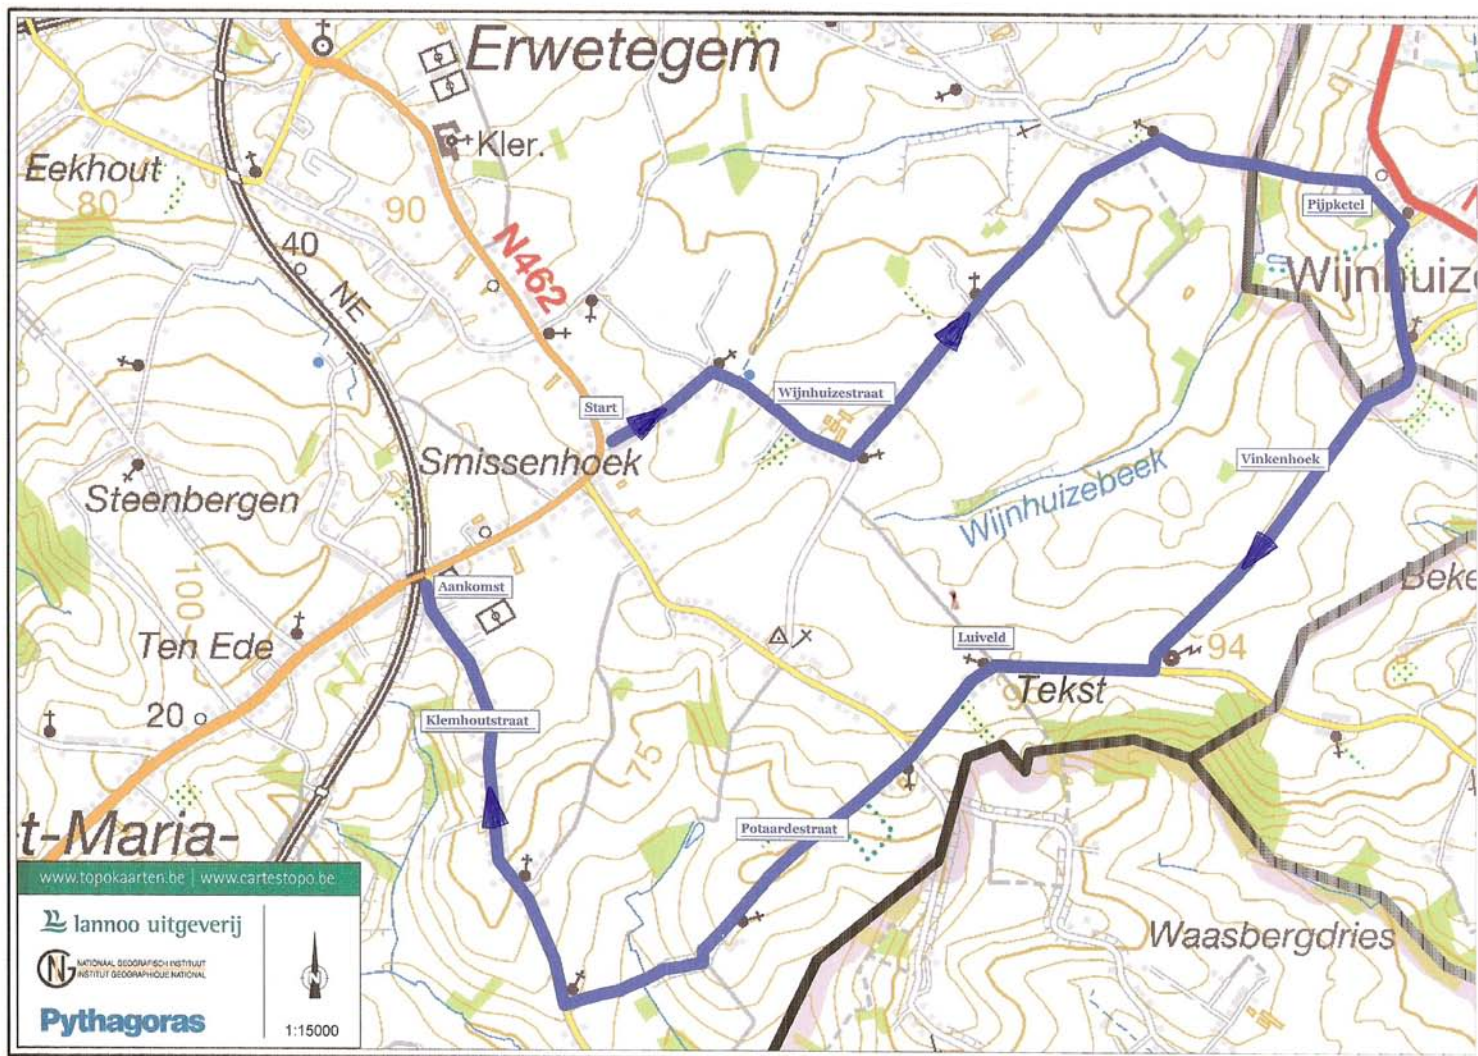 Erwetegem
Kler.
Eekhout
80
90
N462
40
NE
Pijpketel
Wijnhuiz
Start
Wijnhuizestraat
Smissenhoek
Steenbergen
Vinkenhoek
Wijnhuizebeek
100
Aankomst
Beke
Ten Ede
Luiveld
94
Tekst
20
Klemhoutstraat
75
Potaardestraat
t-Maria-
Waasbergdries
www.topokaarten.be | www.cartestopo.be
lannoo uitgeverij
NATIONAAL GEOGRAFISCH INSTITUUT
INSTITUT GEOGRAPHIQUE NATIONAL
N
Pythagoras
1:15000